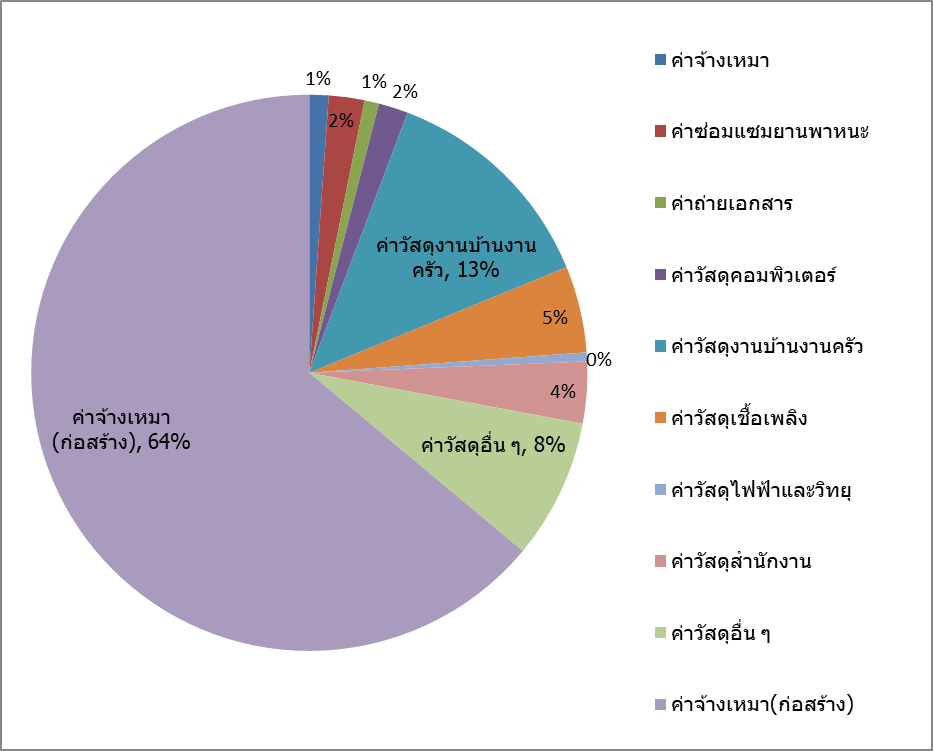 1%
2%
1%
2%
ค่าวัสดุงานบ้านงาน
ครัว, 13%
5%
0%
4%
ค่าวัสดุอื่น ๆ, 8%
ค่าจ้างเหมา
(ก่อสร้าง), 64%
ค่าจ้างเหมา
ค่าซ่อมแซมยานพาหนะ
ค่าถ่ายเอกสาร
ค่าวัสดุคอมพิวเตอร์
ค่าวัสดุงานบ้านงานครัว
ค่าวัสดุเชื้อเพลิง
ค่าวัสดุไฟฟ้าและวิทยุ
ค่าวัสดุสำนักงาน
ค่าวัสดุอื่น ๆ
ค่าจ้างเหมา(ก่อสร้าง)